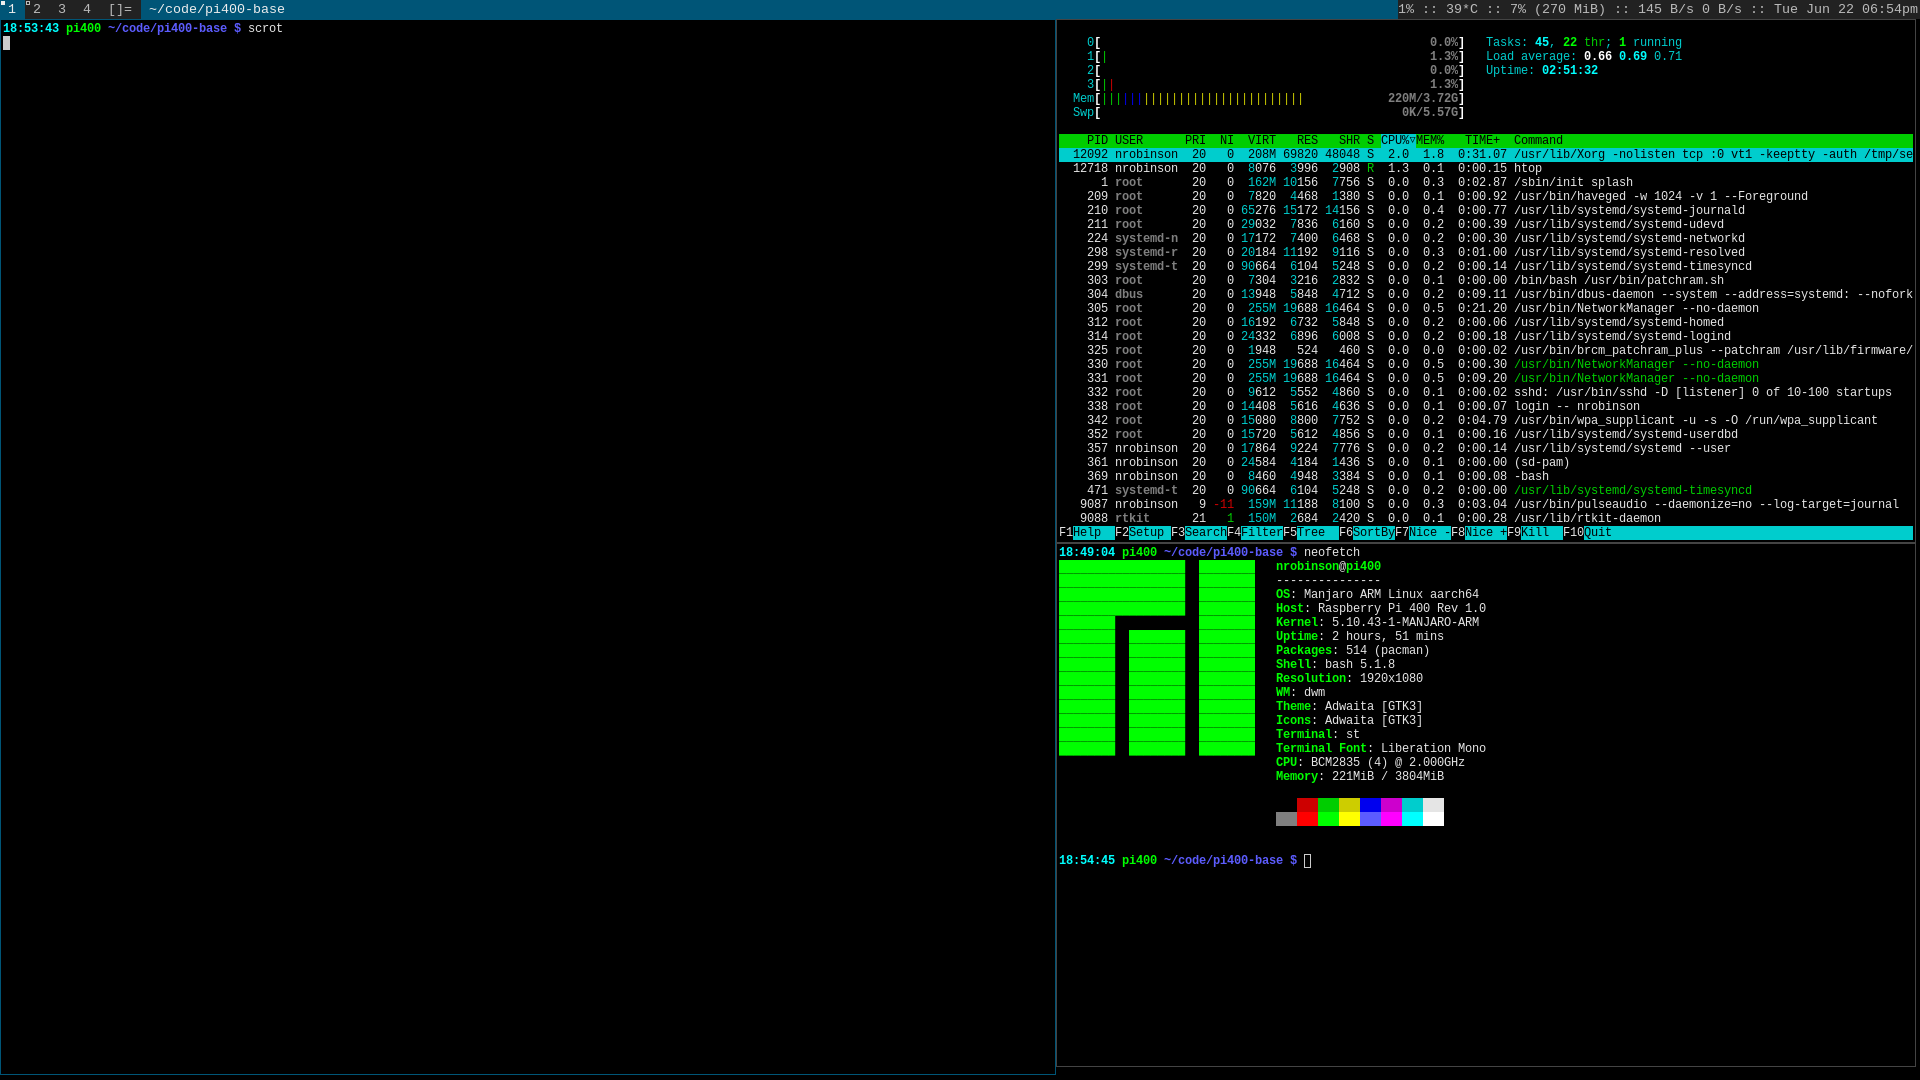 1 2 3 4 []= ~/code/pi400-base 1% :: 39*C :: 7% (270 MiB) :: 145 B/s 0 B/s :: Tue Jun 22 06:54pm
18:53:43 pi400 ~/code/pi400-base $ scrot
0[ 0.0%] Tasks: 45, 22 thr; 1 running
1[| 1.3%] Load average: 0.66 0.69 0.71
2[ 0.0%] Uptime: 02:51:32
3[|| 1.3%]
Mem[||||||||||||||||||||||||||||| 220M/3.72G]
Swp[ 0K/5.57G]
PID USER PRI NI VIRT RES SHR S CPU%▽MEM% TIME+ Command
12092 nrobinson 20 0 208M 69820 48048 S 2.0 1.8 0:31.07 /usr/lib/Xorg -nolisten tcp :0 vt1 -keeptty -auth /tmp/se
12718 nrobinson 20 0 8076 3996 2908 R 1.3 0.1 0:00.15 htop
1 root 20 0 162M 10156 7756 S 0.0 0.3 0:02.87 /sbin/init splash
209 root 20 0 7820 4468 1380 S 0.0 0.1 0:00.92 /usr/bin/haveged -w 1024 -v 1 --Foreground
210 root 20 0 65276 15172 14156 S 0.0 0.4 0:00.77 /usr/lib/systemd/systemd-journald
211 root 20 0 29032 7836 6160 S 0.0 0.2 0:00.39 /usr/lib/systemd/systemd-udevd
224 systemd-n 20 0 17172 7400 6468 S 0.0 0.2 0:00.30 /usr/lib/systemd/systemd-networkd
298 systemd-r 20 0 20184 11192 9116 S 0.0 0.3 0:01.00 /usr/lib/systemd/systemd-resolved
299 systemd-t 20 0 90664 6104 5248 S 0.0 0.2 0:00.14 /usr/lib/systemd/systemd-timesyncd
303 root 20 0 7304 3216 2832 S 0.0 0.1 0:00.00 /bin/bash /usr/bin/patchram.sh
304 dbus 20 0 13948 5848 4712 S 0.0 0.2 0:09.11 /usr/bin/dbus-daemon --system --address=systemd: --nofork
305 root 20 0 255M 19688 16464 S 0.0 0.5 0:21.20 /usr/bin/NetworkManager --no-daemon
312 root 20 0 16192 6732 5848 S 0.0 0.2 0:00.06 /usr/lib/systemd/systemd-homed
314 root 20 0 24332 6896 6008 S 0.0 0.2 0:00.18 /usr/lib/systemd/systemd-logind
325 root 20 0 1948 524 460 S 0.0 0.0 0:00.02 /usr/bin/brcm_patchram_plus --patchram /usr/lib/firmware/
330 root 20 0 255M 19688 16464 S 0.0 0.5 0:00.30 /usr/bin/NetworkManager --no-daemon
331 root 20 0 255M 19688 16464 S 0.0 0.5 0:09.20 /usr/bin/NetworkManager --no-daemon
332 root 20 0 9612 5552 4860 S 0.0 0.1 0:00.02 sshd: /usr/bin/sshd -D [listener] 0 of 10-100 startups
338 root 20 0 14408 5616 4636 S 0.0 0.1 0:00.07 login -- nrobinson
342 root 20 0 15080 8800 7752 S 0.0 0.2 0:04.79 /usr/bin/wpa_supplicant -u -s -O /run/wpa_supplicant
352 root 20 0 15720 5612 4856 S 0.0 0.1 0:00.16 /usr/lib/systemd/systemd-userdbd
357 nrobinson 20 0 17864 9224 7776 S 0.0 0.2 0:00.14 /usr/lib/systemd/systemd --user
361 nrobinson 20 0 24584 4184 1436 S 0.0 0.1 0:00.00 (sd-pam)
369 nrobinson 20 0 8460 4948 3384 S 0.0 0.1 0:00.08 -bash
471 systemd-t 20 0 90664 6104 5248 S 0.0 0.2 0:00.00 /usr/lib/systemd/systemd-timesyncd
9087 nrobinson 9 -11 159M 11188 8100 S 0.0 0.3 0:03.04 /usr/bin/pulseaudio --daemonize=no --log-target=journal
9088 rtkit 21 1 150M 2684 2420 S 0.0 0.1 0:00.28 /usr/lib/rtkit-daemon
F1Help F2Setup F3SearchF4FilterF5Tree F6SortByF7Nice -F8Nice +F9Kill F10Quit
18:49:04 pi400 ~/code/pi400-base $ neofetch
nrobinson@pi400
---------------
OS: Manjaro ARM Linux aarch64
Host: Raspberry Pi 400 Rev 1.0
Kernel: 5.10.43-1-MANJARO-ARM
Uptime: 2 hours, 51 mins
Packages: 514 (pacman)
Shell: bash 5.1.8
Resolution: 1920x1080
WM: dwm
Theme: Adwaita [GTK3]
Icons: Adwaita [GTK3]
Terminal: st
Terminal Font: Liberation Mono
CPU: BCM2835 (4) @ 2.000GHz
Memory: 221MiB / 3804MiB
18:54:45 pi400 ~/code/pi400-base $